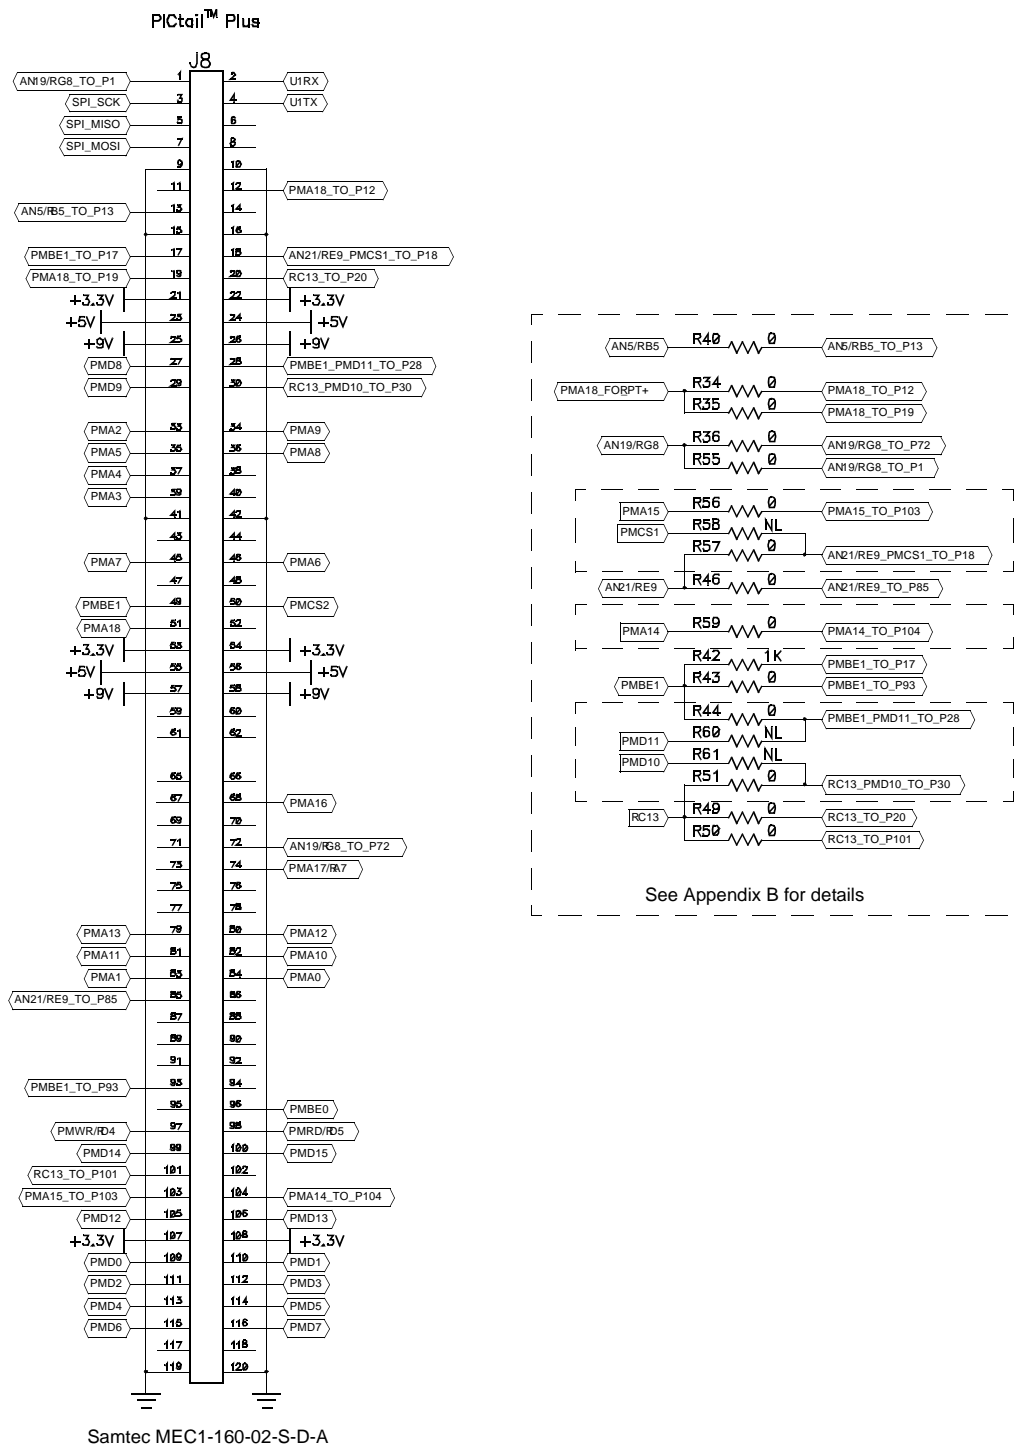 PICtail™ Plus
J8
AN19/RG8_TO_P1 1 2 U1RX
SPI_SCK 3 4 U1TX
SPI_MISO 5 6
SPI_MOSI 7 8
9 10
11 12 PMA18_TO_P12
AN5/RB5_TO_P13 13 14
15 16
PMBE1_TO_P17 17 18 AN21/RE9_PMCS1_TO_P18
PMA18_TO_P19 19 20 RC13_TO_P20
+3.3V 21 22 +3.3V
+5V 23 24 +5V
+9V 25 26 +9V
PMD8 27 28 PMBE1_PMD11_TO_P28
PMD9 29 30 RC13_PMD10_TO_P30
PMA2 33 34 PMA9
PMA5 35 36 PMA8
PMA4 37 38
PMA3 39 40
41 42
43 44
PMA7 45 46 PMA6
47 48
PMBE1 49 50 PMCS2
PMA18 51 52
+3.3V 53 54 +3.3V
+5V 55 56 +5V
+9V 57 58 +9V
59 60
61 62
65 66
67 68 PMA16
69 70
71 72 AN19/RG8_TO_P72
73 74 PMA17/RA7
75 76
77 78
PMA13 79 80 PMA12
PMA11 81 82 PMA10
PMA1 83 84 PMA0
AN21/RE9_TO_P85 85 86
87 88
89 90
91 92
PMBE1_TO_P93 93 94
95 96 PMBE0
PMWR/RD4 97 98 PMRD/RD5
PMD14 99 100 PMD15
RC13_TO_P101 101 102
PMA15_TO_P103 103 104 PMA14_TO_P104
PMD12 105 106 PMD13
+3.3V 107 108 +3.3V
PMD0 109 110 PMD1
PMD2 111 112 PMD3
PMD4 113 114 PMD5
PMD6 115 116 PMD7
117 118
119 120
Samtec MEC1-160-02-S-D-A
AN5/RB5 R40 0 AN5/RB5_TO_P13
PMA18_FORPT+ R34 0 PMA18_TO_P12
R35 0 PMA18_TO_P19
AN19/RG8 R36 0 AN19/RG8_TO_P72
R55 0 AN19/RG8_TO_P1
PMA15 R56 0 PMA15_TO_P103
PMCS1 R58 NL
R57 0 AN21/RE9_PMCS1_TO_P18
AN21/RE9 R46 0 AN21/RE9_TO_P85
PMA14 R59 0 PMA14_TO_P104
R42 1K PMBE1_TO_P17
PMBE1 R43 0 PMBE1_TO_P93
R44 0 PMBE1_PMD11_TO_P28
PMD11 R60 NL
PMD10 R61 NL
R51 0 RC13_PMD10_TO_P30
RC13 R49 0 RC13_TO_P20
R50 0 RC13_TO_P101
See Appendix B for details